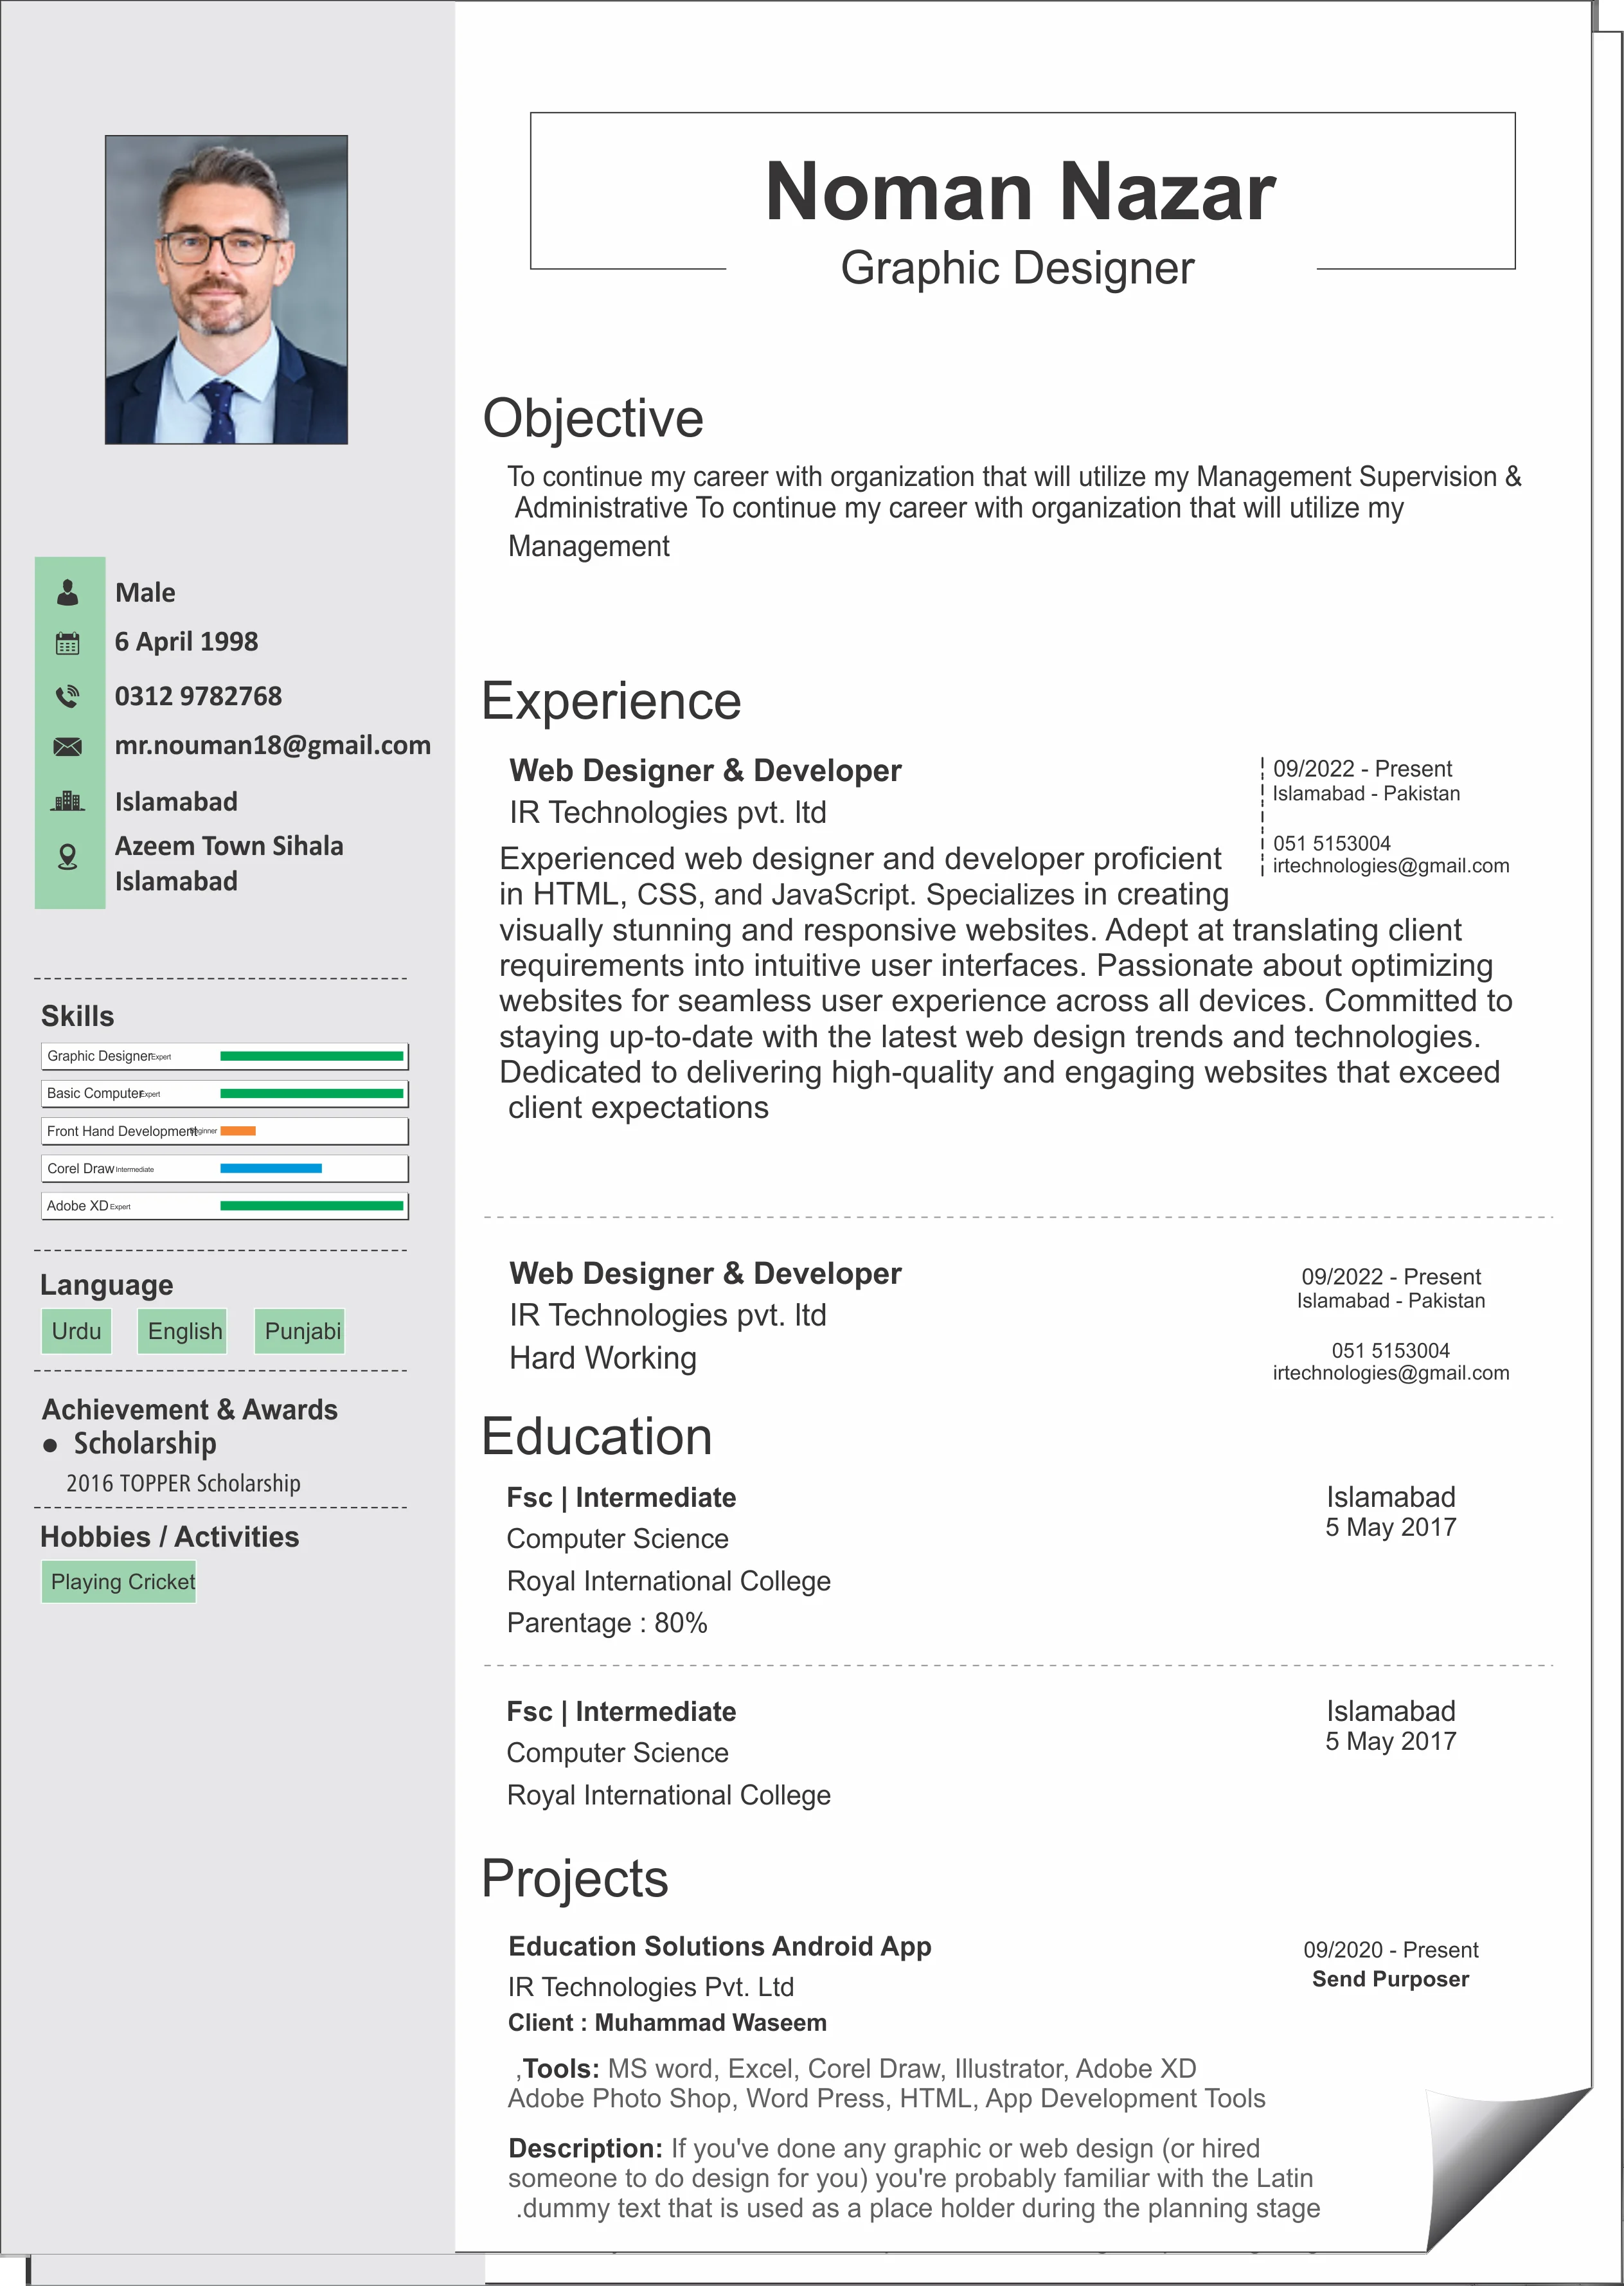 Noman Nazar
Graphic Designer
Male
6 April 1998
0312 9782768
mr.nouman18@gmail.com
Islamabad
Azeem Town Sihala
Islamabad
Skills
Graphic Designer Expert
Basic Computer Expert
Front Hand Development Beginner
Corel Draw Intermediate
Adobe XD Expert
Language
Urdu English Punjabi
Achievement & Awards
● Scholarship
2016 TOPPER Scholarship
Hobbies / Activities
Playing Cricket
Objective
To continue my career with organization that will utilize my Management Supervision &
Administrative To continue my career with organization that will utilize my
Management
Experience
Web Designer & Developer
IR Technologies pvt. ltd
09/2022 - Present
Islamabad - Pakistan
051 5153004
irtechnologies@gmail.com
Experienced web designer and developer proficient
in HTML, CSS, and JavaScript. Specializes in creating
visually stunning and responsive websites. Adept at translating client
requirements into intuitive user interfaces. Passionate about optimizing
websites for seamless user experience across all devices. Committed to
staying up-to-date with the latest web design trends and technologies.
Dedicated to delivering high-quality and engaging websites that exceed
client expectations
Web Designer & Developer
IR Technologies pvt. ltd
Hard Working
09/2022 - Present
Islamabad - Pakistan
051 5153004
irtechnologies@gmail.com
Education
Fsc | Intermediate
Computer Science
Royal International College
Parentage : 80%
Islamabad
5 May 2017
Fsc | Intermediate
Computer Science
Royal International College
Islamabad
5 May 2017
Projects
Education Solutions Android App
IR Technologies Pvt. Ltd
Client : Muhammad Waseem
09/2020 - Present
Send Purposer
,Tools: MS word, Excel, Corel Draw, Illustrator, Adobe XD
Adobe Photo Shop, Word Press, HTML, App Development Tools
Description: If you've done any graphic or web design (or hired
someone to do design for you) you're probably familiar with the Latin
.dummy text that is used as a place holder during the planning stage